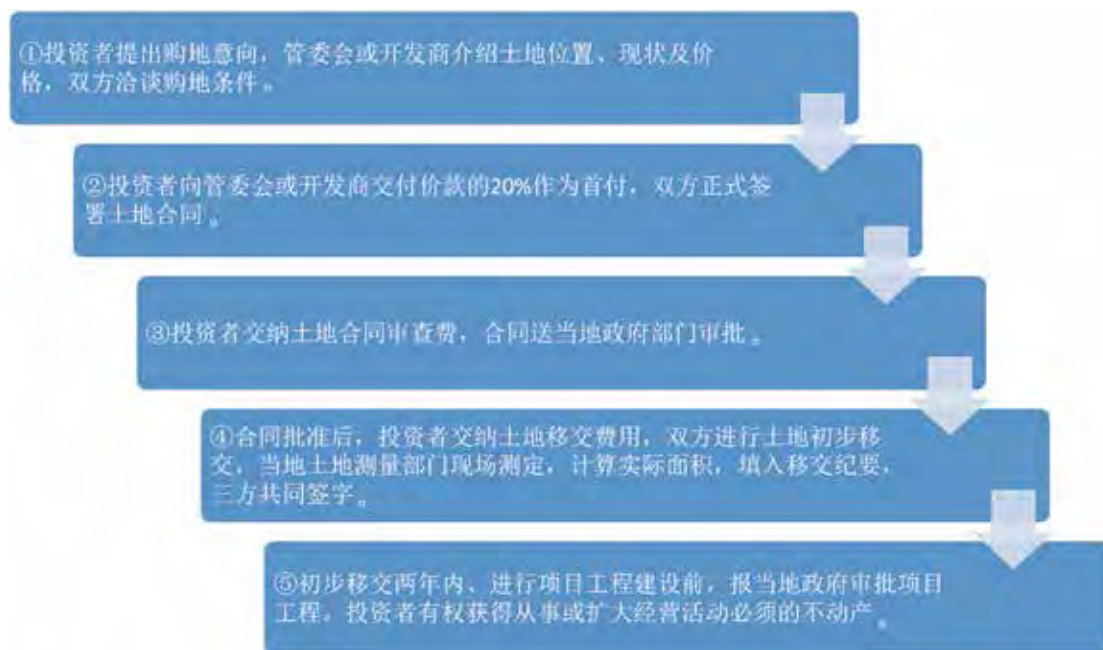 ①投资者提出购地意向，管委会或开发商介绍土地位置、现状及价
格，双方洽谈购地条件。
②投资者向管委会或开发商交付价款的20%作为首付，双方正式签
署土地合同。
③投资者交纳土地合同审查费，合同送当地政府部门审批。
④合同批准后，投资者交纳土地移交费用，双方进行土地初步移
交，当地土地测量部门现场测定，计算实际面积，填入移交纪要，
三方共同签字。
⑤初步移交两年内、进行项目工程建设前，报当地政府审批项目
工程。投资者有权获得从事或扩大经营活动必须的不动产。